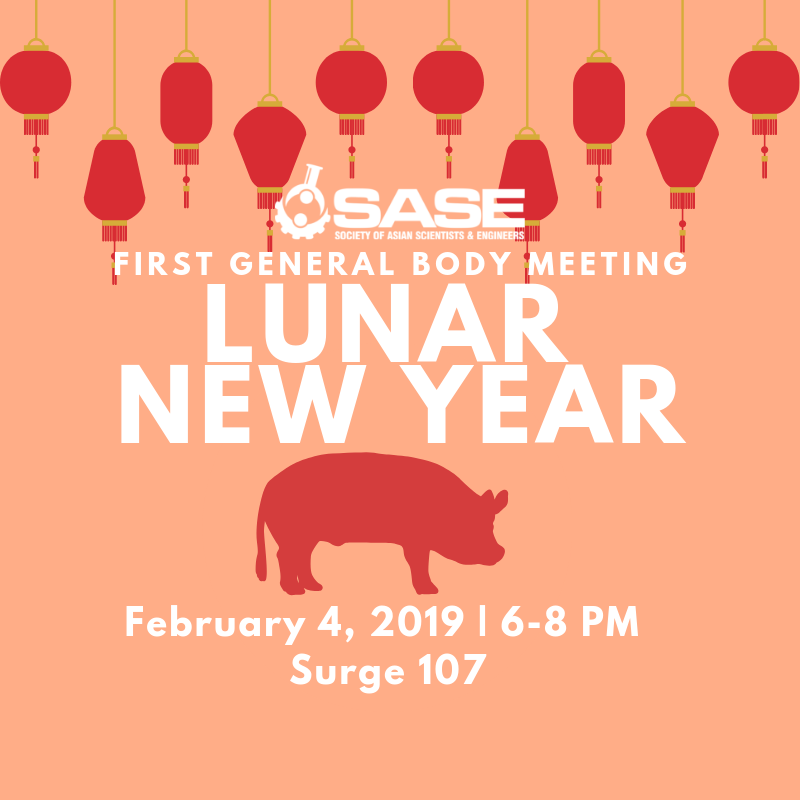 SASE
SOCIETY OF ASIAN SCIENTISTS & ENGINEERS
FIRST GENERAL BODY MEETING
LUNAR
NEW YEAR
February 4, 2019 | 6-8 PM
Surge 107